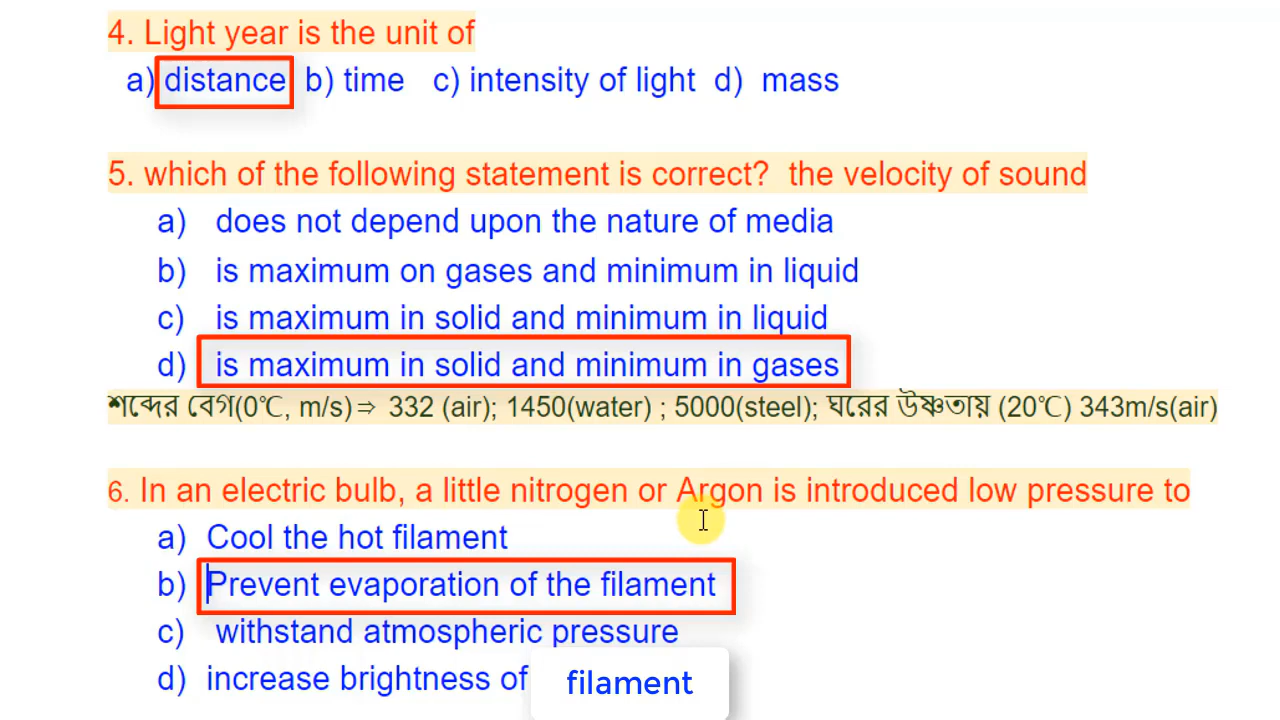 4. Light year is the unit of
a) distance b) time c) intensity of light d) mass
5. which of the following statement is correct? the velocity of sound
a) does not depend upon the nature of media
b) is maximum on gases and minimum in liquid
c) is maximum in solid and minimum in liquid
d) is maximum in solid and minimum in gases
শব্দের বেগ(0℃, m/s)⇒ 332 (air); 1450(water) ; 5000(steel); ঘরের উষ্ণতায় (20℃) 343m/s(air)
6. In an electric bulb, a little nitrogen or Argon is introduced low pressure to
a) Cool the hot filament
b) Prevent evaporation of the filament
c) withstand atmospheric pressure
d) increase brightness of filament